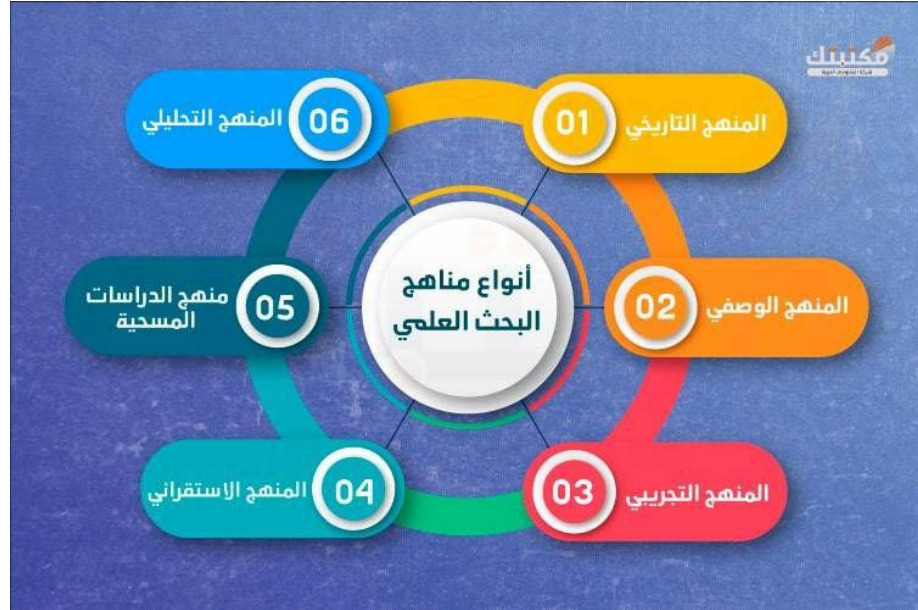 مكتبتك
أنواع مناهج
البحث العلمي
01 المنهج التاريخي
02 المنهج الوصفي
03 المنهج التجريبي
04 المنهج الاستقرائي
05 منهج الدراسات
المسحية
06 المنهج التحليلي